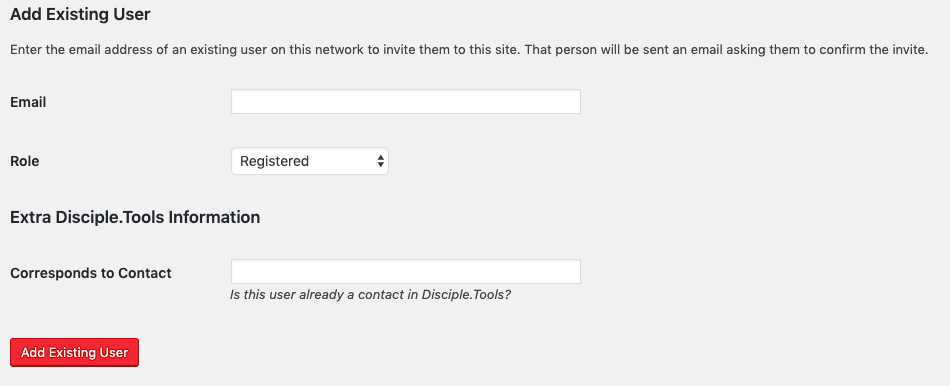 Add Existing User
Enter the email address of an existing user on this network to invite them to this site. That person will be sent an email asking them to confirm the invite.
Email
Role
Registered
Extra Disciple.Tools Information
Corresponds to Contact
Is this user already a contact in Disciple.Tools?
Add Existing User